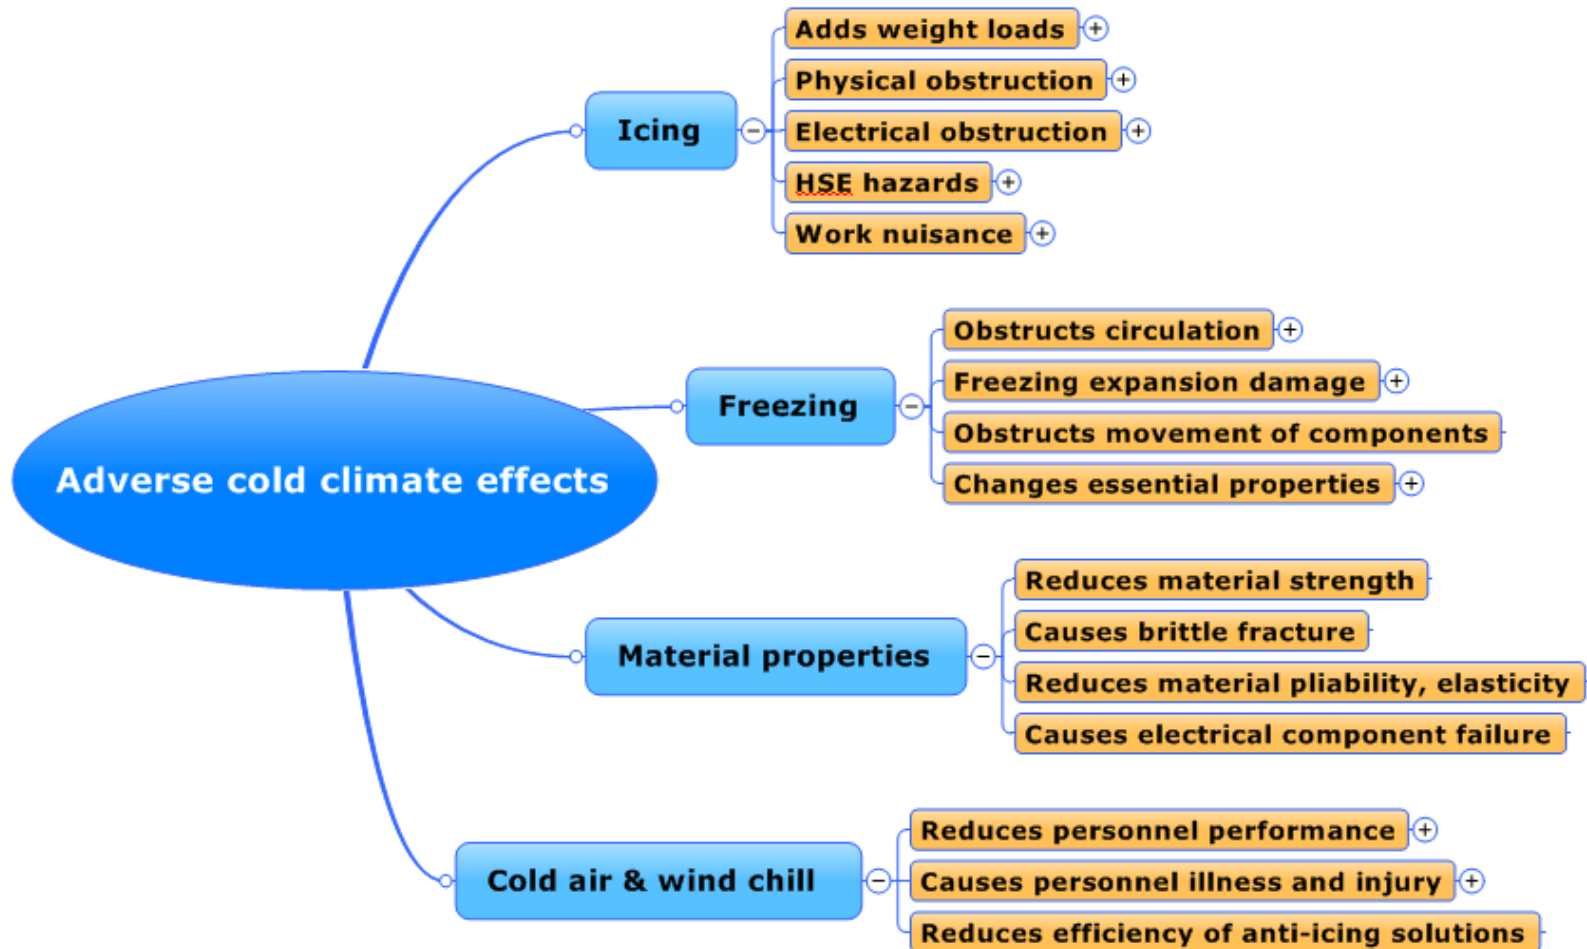 Adds weight loads
Physical obstruction
Icing
Electrical obstruction
HSE hazards
Work nuisance
Obstructs circulation
Freezing expansion damage
Freezing
Obstructs movement of components
Changes essential properties
Adverse cold climate effects
Reduces material strength
Causes brittle fracture
Material properties
Reduces material pliability, elasticity
Causes electrical component failure
Reduces personnel performance
Cold air & wind chill
Causes personnel illness and injury
Reduces efficiency of anti-icing solutions